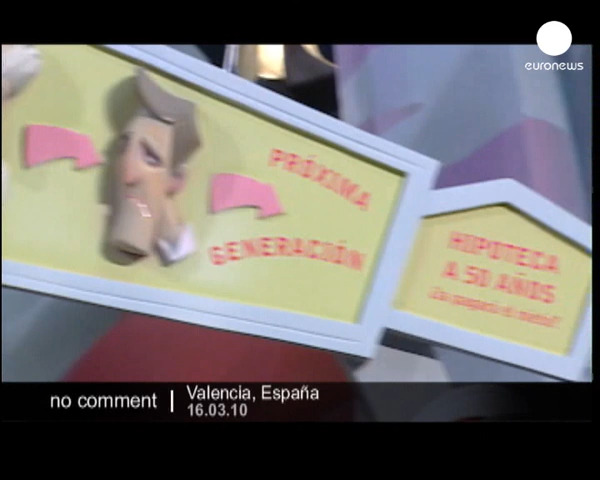 euronews
PRÓXIMA
GENERACIÓN
HIPOTECA
A 50 AÑOS
no comment
Valencia, España
16.03.10